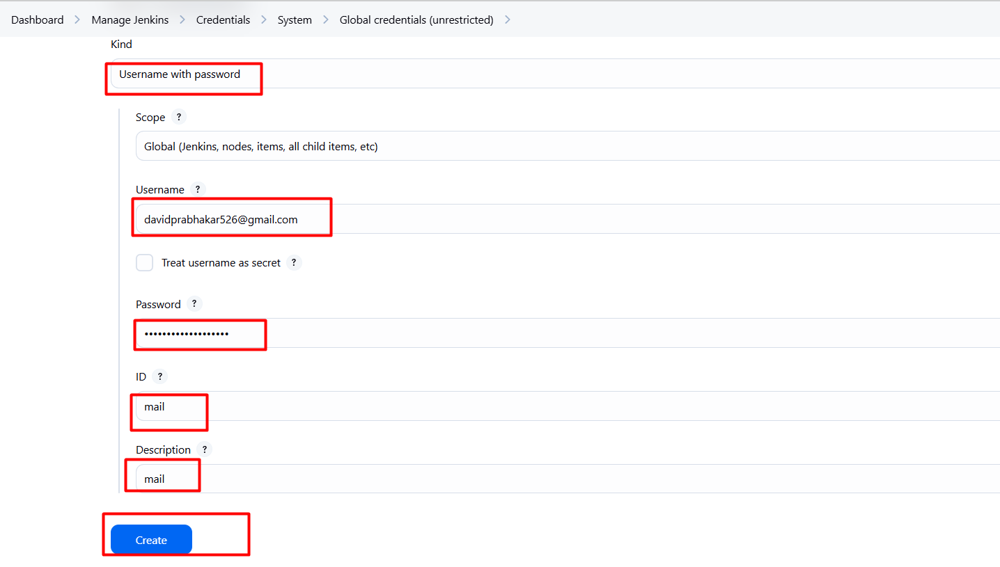 Dashboard > Manage Jenkins > Credentials > System > Global credentials (unrestricted) >
Kind
Username with password
Scope ?
Global (Jenkins, nodes, items, all child items, etc)
Username ?
davidprabhakar526@gmail.com
Treat username as secret ?
Password ?
•••••••••••••••••••
ID ?
mail
Description ?
mail
Create